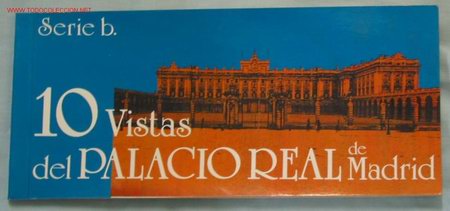 WWW.TODOCOLECCION.NET
Serie b.
10 Vistas
del PALACIO REAL de Madrid